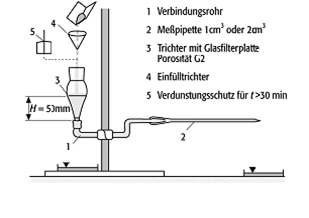 1 Verbindungsrohr
2 Meßpipette 1cm³ oder 2cm³
3 Trichter mit Glasfilterplatte
Porosität G2
4 Einfülltrichter
5 Verdunstungsschutz für t >30 min
4
5
3
H = 50mm
1
2